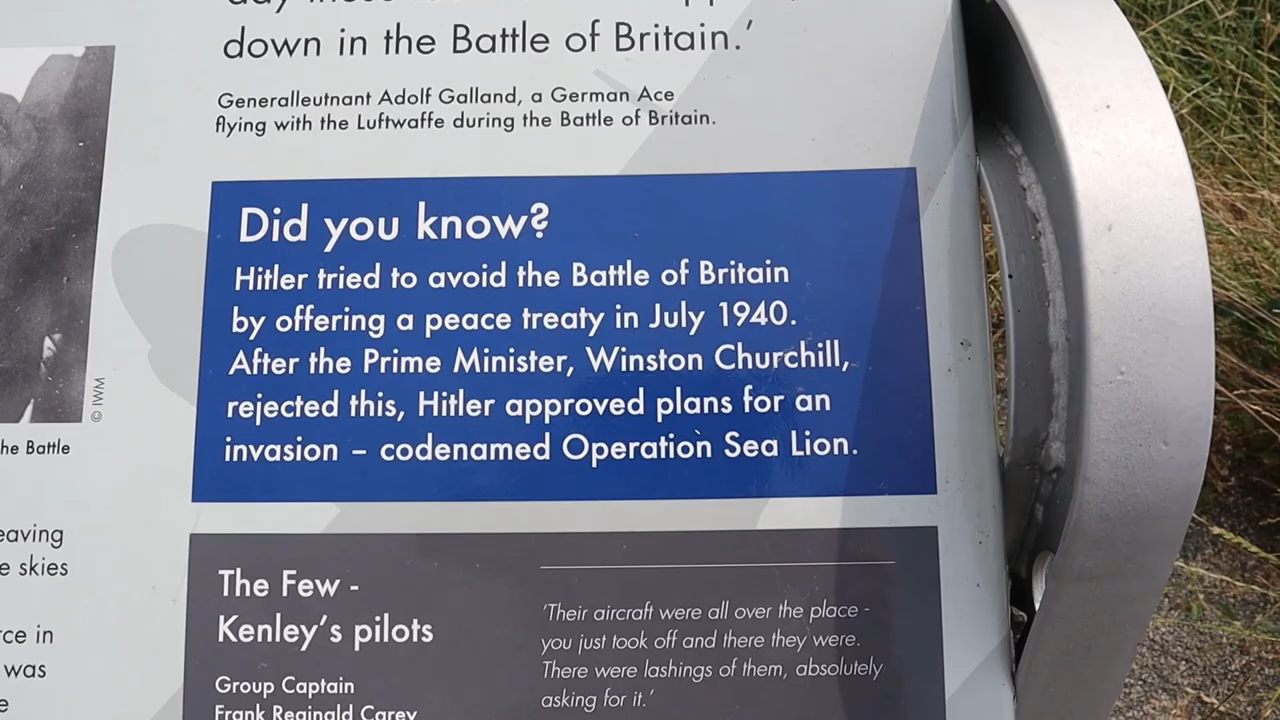 down in the Battle of Britain.’
Generalleutnant Adolf Galland, a German Ace
flying with the Luftwaffe during the Battle of Britain.
Did you know?
Hitler tried to avoid the Battle of Britain
by offering a peace treaty in July 1940.
After the Prime Minister, Winston Churchill,
rejected this, Hitler approved plans for an
invasion – codenamed Operation Sea Lion.
© IWM
he Battle
eaving
e skies
rce in
was
e
The Few -
Kenley’s pilots
Group Captain
Frank Reginald Carey
‘Their aircraft were all over the place -
you just took off and there they were.
There were lashings of them, absolutely
asking for it.’